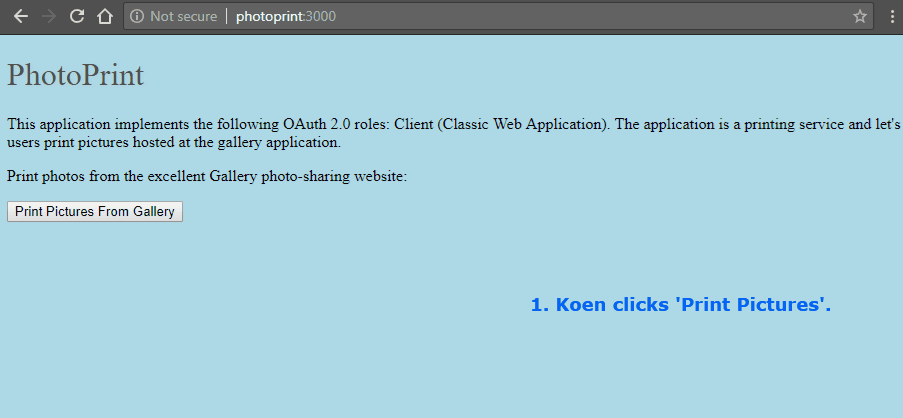 Not secure | photoprint:3000
PhotoPrint
This application implements the following OAuth 2.0 roles: Client (Classic Web Application). The application is a printing service and let's
users print pictures hosted at the gallery application.
Print photos from the excellent Gallery photo-sharing website:
Print Pictures From Gallery
1. Koen clicks 'Print Pictures'.